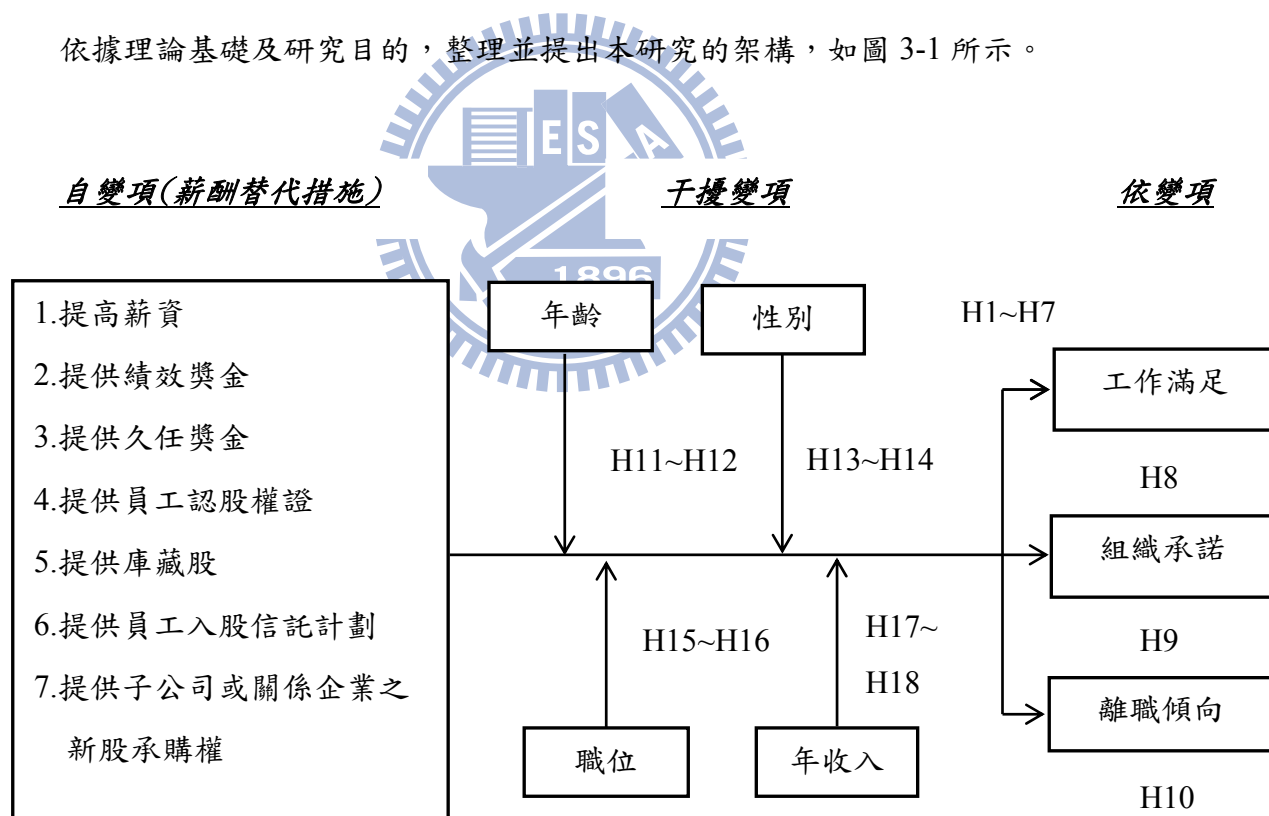 依據理論基礎及研究目的，整理並提出本研究的架構，如圖 3-1 所示。
E S A
自變項(薪酬替代措施)
干擾變項
依變項
1896
1.提高薪資
2.提供績效獎金
3.提供久任獎金
4.提供員工認股權證
5.提供庫藏股
6.提供員工入股信託計劃
7.提供子公司或關係企業之
新股承購權
年齡
性別
H11~H12
H13~H14
H15~H16
H17~
H18
職位
年收入
H1~H7
工作滿足
H8
組織承諾
H9
離職傾向
H10